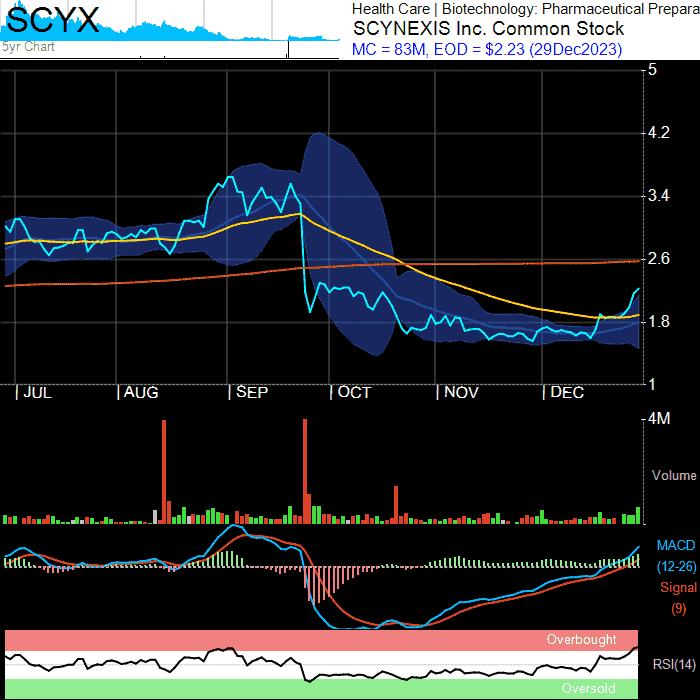 SCYX
5yr Chart
Health Care | Biotechnology: Pharmaceutical Prepara
SCYNEXIS Inc. Common Stock
MC = 83M, EOD = $2.23 (29Dec2023)
5
4.2
3.4
2.6
1.8
1
JUL
AUG
SEP
OCT
NOV
DEC
4M
Volume
MACD
(12-26)
Signal
(9)
Overbought
RSI(14)
Oversold